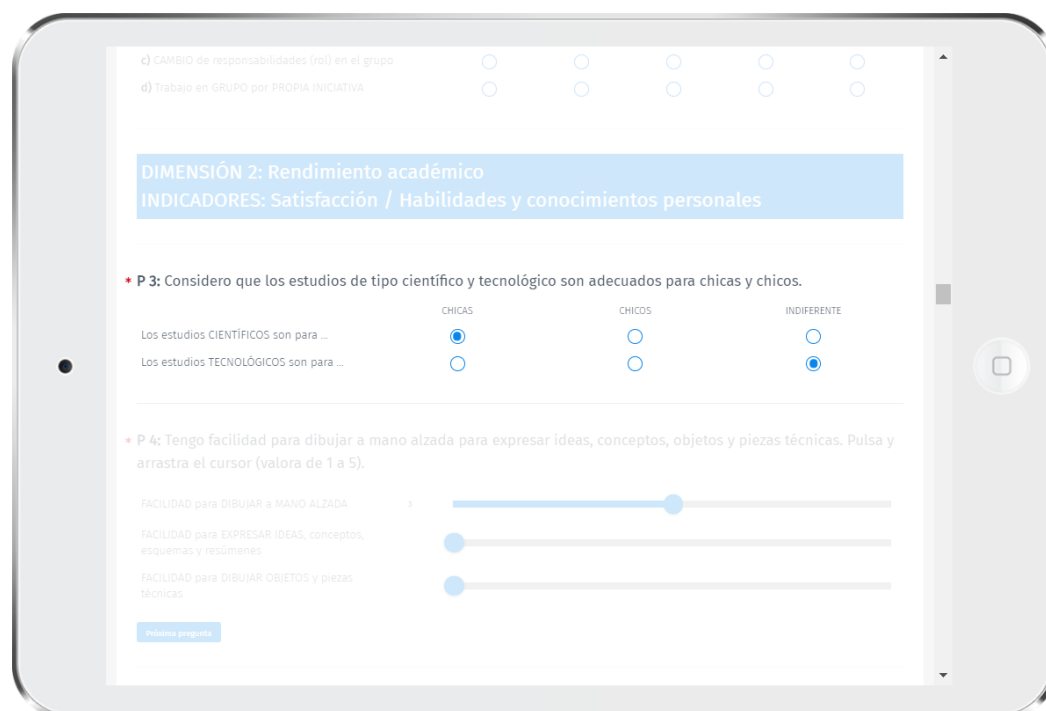 c) CAMBIO de responsabilidades (rol) en el grupo
d) Trabajo en GRUPO por PROPIA INICIATIVA
DIMENSIÓN 2: Rendimiento académico
INDICADORES: Satisfacción / Habilidades y conocimientos personales
* P 3: Considero que los estudios de tipo científico y tecnológico son adecuados para chicas y chicos.
CHICAS CHICOS INDIFERENTE
Los estudios CIENTÍFICOS son para ...
Los estudios TECNOLÓGICOS son para ...
* P 4: Tengo facilidad para dibujar a mano alzada para expresar ideas, conceptos, objetos y piezas técnicas. Pulsa y
arrastra el cursor (valora de 1 a 5).
FACILIDAD para DIBUJAR a MANO ALZADA 3
FACILIDAD para EXPRESAR IDEAS, conceptos,
esquemas y resúmenes
FACILIDAD para DIBUJAR OBJETOS y piezas
técnicas
Próxima pregunta